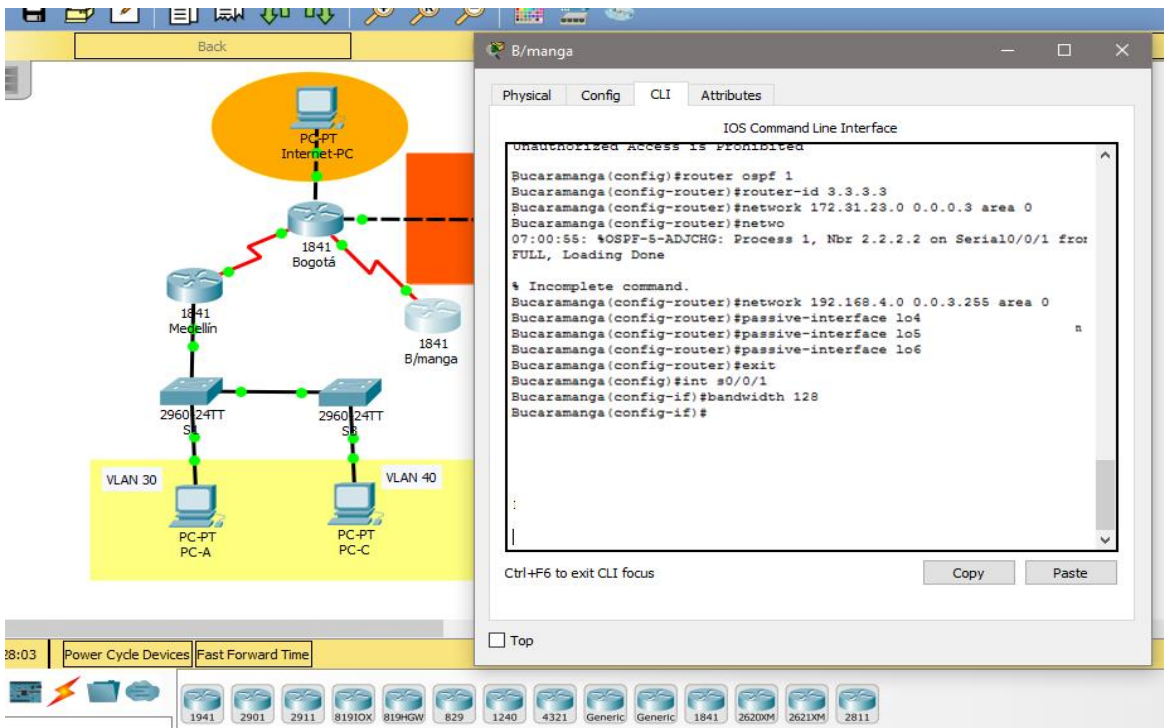 Back
PC-PT
Internet-PC
1841
Bogotá
1841
Medellín
1841
B/manga
2960-24TT
S1
2960-24TT
S3
VLAN 30
VLAN 40
PC-PT
PC-A
PC-PT
PC-C
B/manga
Physical Config CLI Attributes
IOS Command Line Interface
Unauthorized Access is Prohibited
Bucaramanga(config)#router ospf 1
Bucaramanga(config-router)#router-id 3.3.3.3
Bucaramanga(config-router)#network 172.31.23.0 0.0.0.3 area 0
Bucaramanga(config-router)#netwo
07:00:55: %OSPF-5-ADJCHG: Process 1, Nbr 2.2.2.2 on Serial0/0/1 from
FULL, Loading Done
% Incomplete command.
Bucaramanga(config-router)#network 192.168.4.0 0.0.3.255 area 0
Bucaramanga(config-router)#passive-interface lo4
Bucaramanga(config-router)#passive-interface lo5
Bucaramanga(config-router)#passive-interface lo6
Bucaramanga(config-router)#exit
Bucaramanga(config)#int s0/0/1
Bucaramanga(config-if)#bandwidth 128
Bucaramanga(config-if)#
Ctrl+F6 to exit CLI focus
Copy Paste
Top
28:03 Power Cycle Devices Fast Forward Time
1941 2901 2911 819IOX 819HGW 829 1240 4321 Generic Generic 1841 2620XM 2621XM 2811